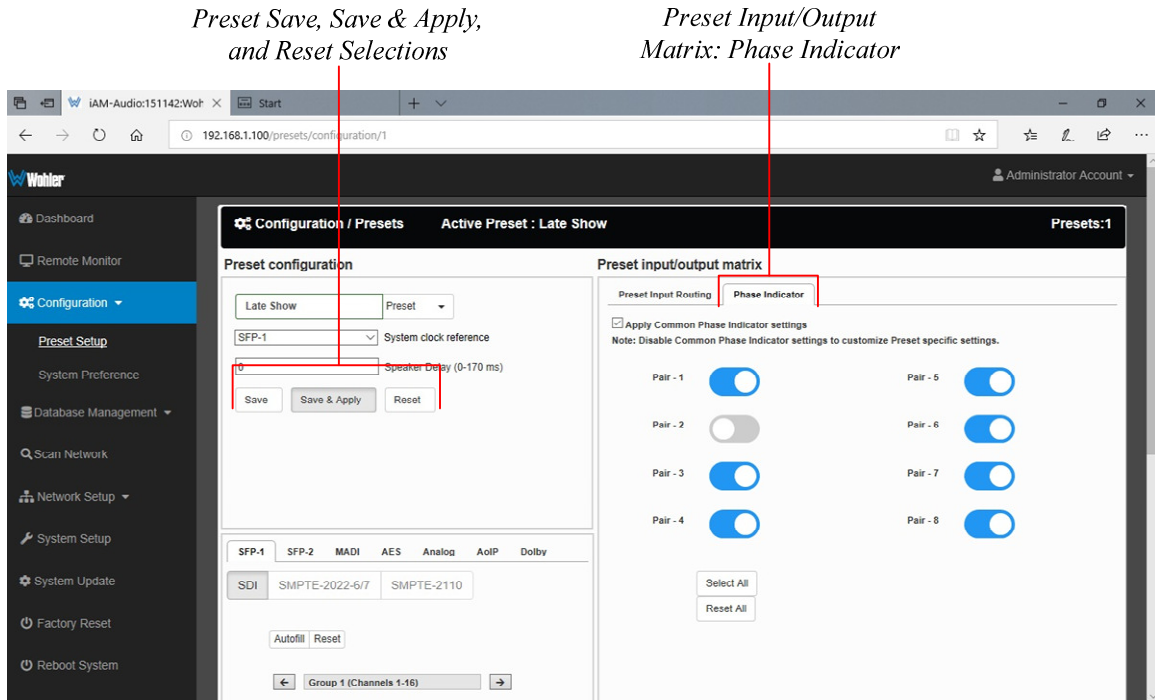 Preset Save, Save & Apply,
and Reset Selections
Preset Input/Output
Matrix: Phase Indicator
iAM-Audio:151142:Woh
Start
192.168.1.100/presets/configuration/1
Wohler
Administrator Account
Dashboard
Remote Monitor
Configuration
Preset Setup
System Preference
Database Management
Scan Network
Network Setup
System Setup
System Update
Factory Reset
Reboot System
Configuration / Presets Active Preset : Late Show Presets:1
Preset configuration
Late Show Preset
SFP-1 System clock reference
0 Speaker Delay (0-170 ms)
Save Save & Apply Reset
SFP-1 SFP-2 MADI AES Analog AoIP Dolby
SDI SMPTE-2022-6/7 SMPTE-2110
Autofill Reset
Group 1 (Channels 1-16)
Preset input/output matrix
Preset Input Routing Phase Indicator
Apply Common Phase Indicator settings
Note: Disable Common Phase Indicator settings to customize Preset specific settings.
Pair - 1 Pair - 5
Pair - 2 Pair - 6
Pair - 3 Pair - 7
Pair - 4 Pair - 8
Select All
Reset All